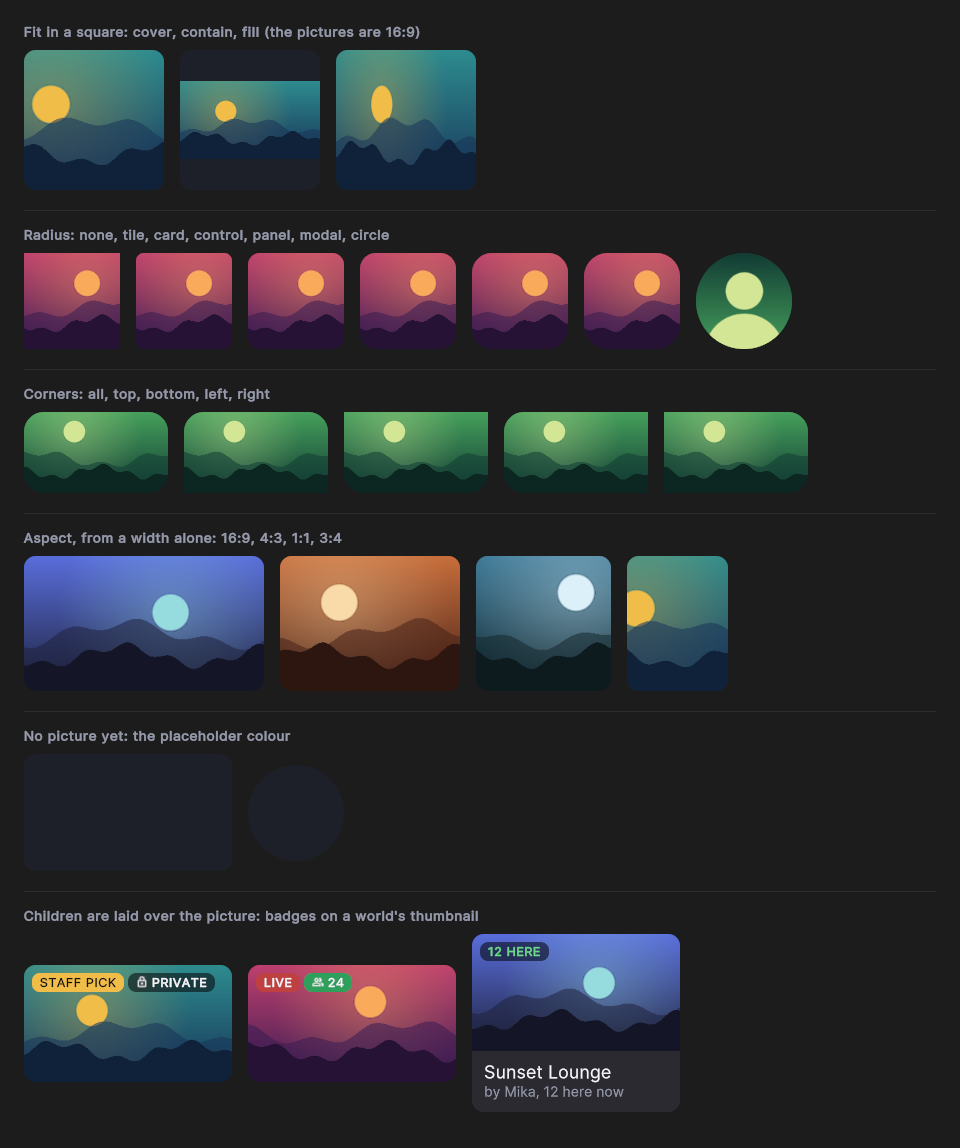 Fit in a square: cover, contain, fill (the pictures are 16:9)
Radius: none, tile, card, control, panel, modal, circle
Corners: all, top, bottom, left, right
Aspect, from a width alone: 16:9, 4:3, 1:1, 3:4
No picture yet: the placeholder colour
Children are laid over the picture: badges on a world's thumbnail
STAFF PICK PRIVATE
LIVE 24
12 HERE
Sunset Lounge
by Mika, 12 here now